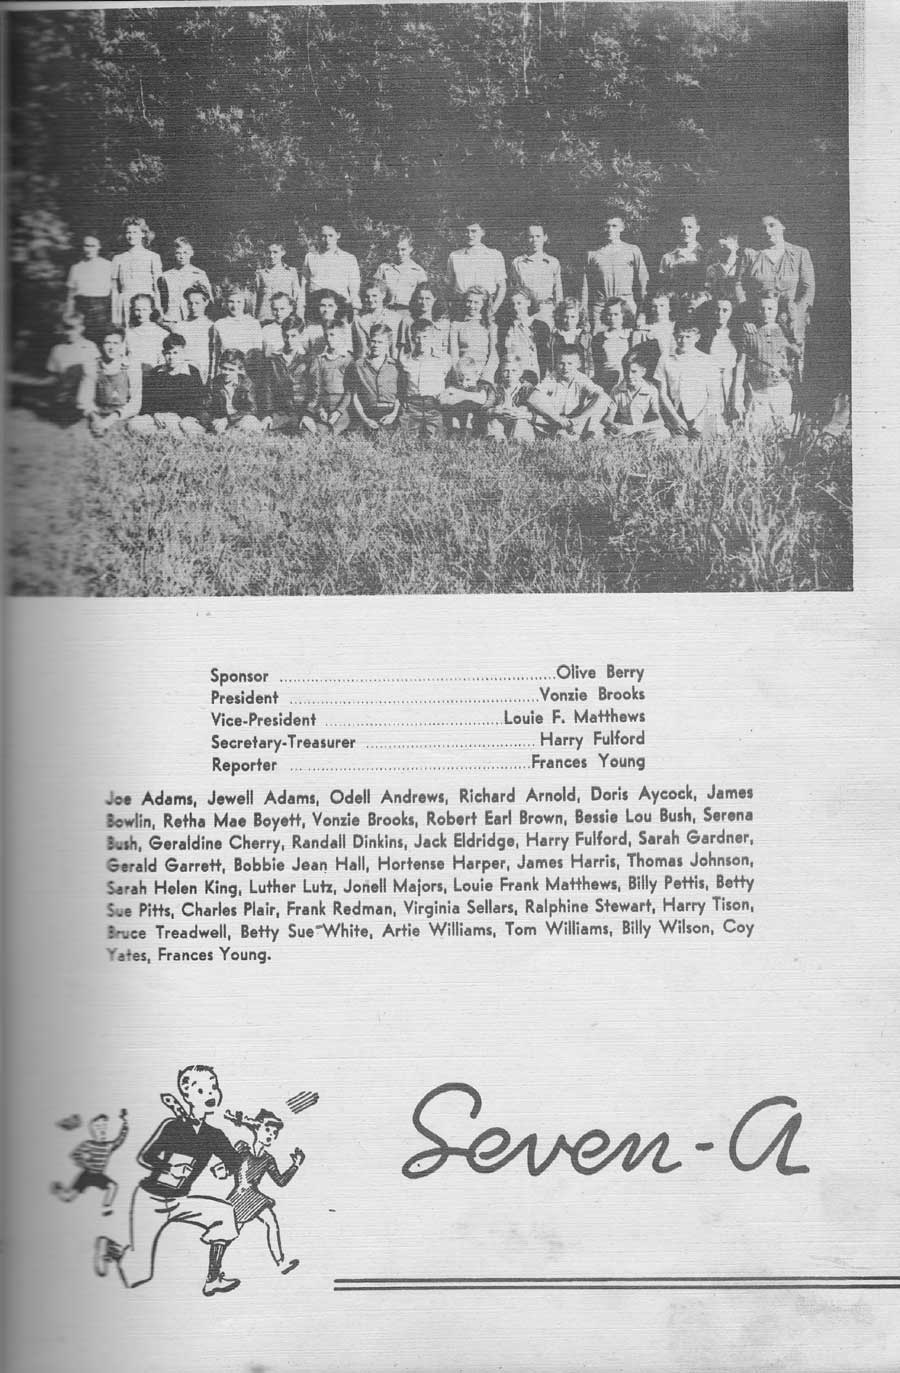 Sponsor ........................................................Olive Berry
President ......................................................Vonzie Brooks
Vice-President .......................................Louie F. Matthews
Secretary-Treasurer ..................................... Harry Fulford
Reporter .....................................................Frances Young
Joe Adams, Jewell Adams, Odell Andrews, Richard Arnold, Doris Aycock, James
Bowlin, Retha Mae Boyett, Vonzie Brooks, Robert Earl Brown, Bessie Lou Bush, Serena
Bush, Geraldine Cherry, Randall Dinkins, Jack Eldridge, Harry Fulford, Sarah Gardner,
Gerald Garrett, Bobbie Jean Hall, Hortense Harper, James Harris, Thomas Johnson,
Sarah Helen King, Luther Lutz, Jonell Majors, Louie Frank Matthews, Billy Pettis, Betty
Sue Pitts, Charles Plair, Frank Redman, Virginia Sellars, Ralphine Stewart, Harry Tison,
Bruce Treadwell, Betty Sue White, Artie Williams, Tom Williams, Billy Wilson, Coy
Yates, Frances Young.
Seven-A